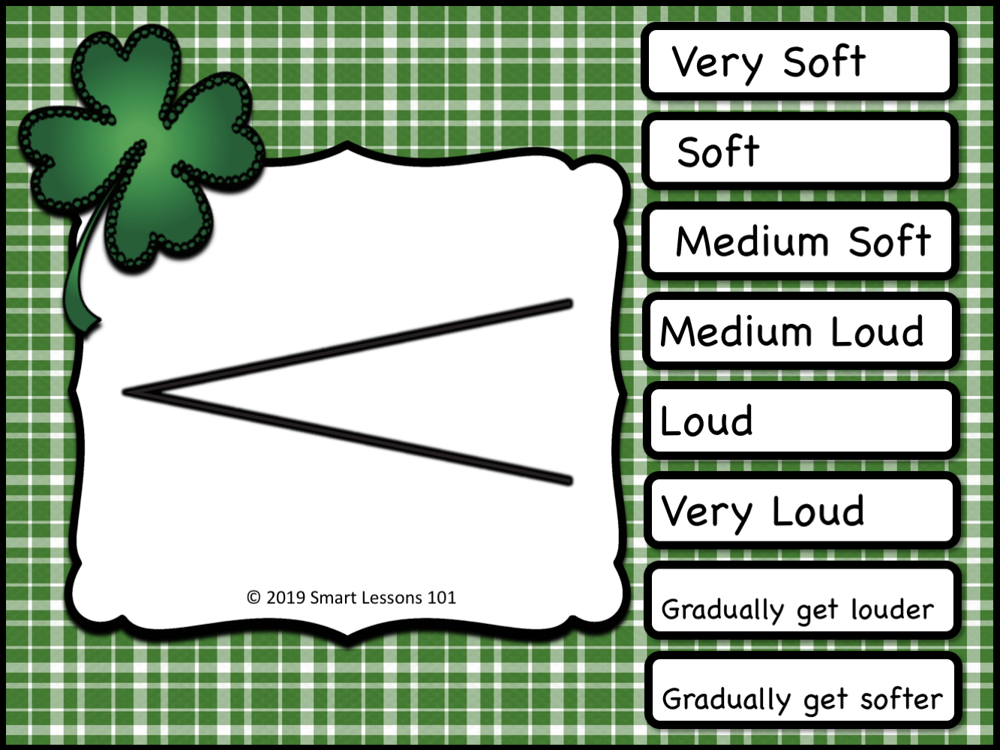 Very Soft
Soft
Medium Soft
Medium Loud
Loud
Very Loud
Gradually get louder
Gradually get softer
© 2019 Smart Lessons 101